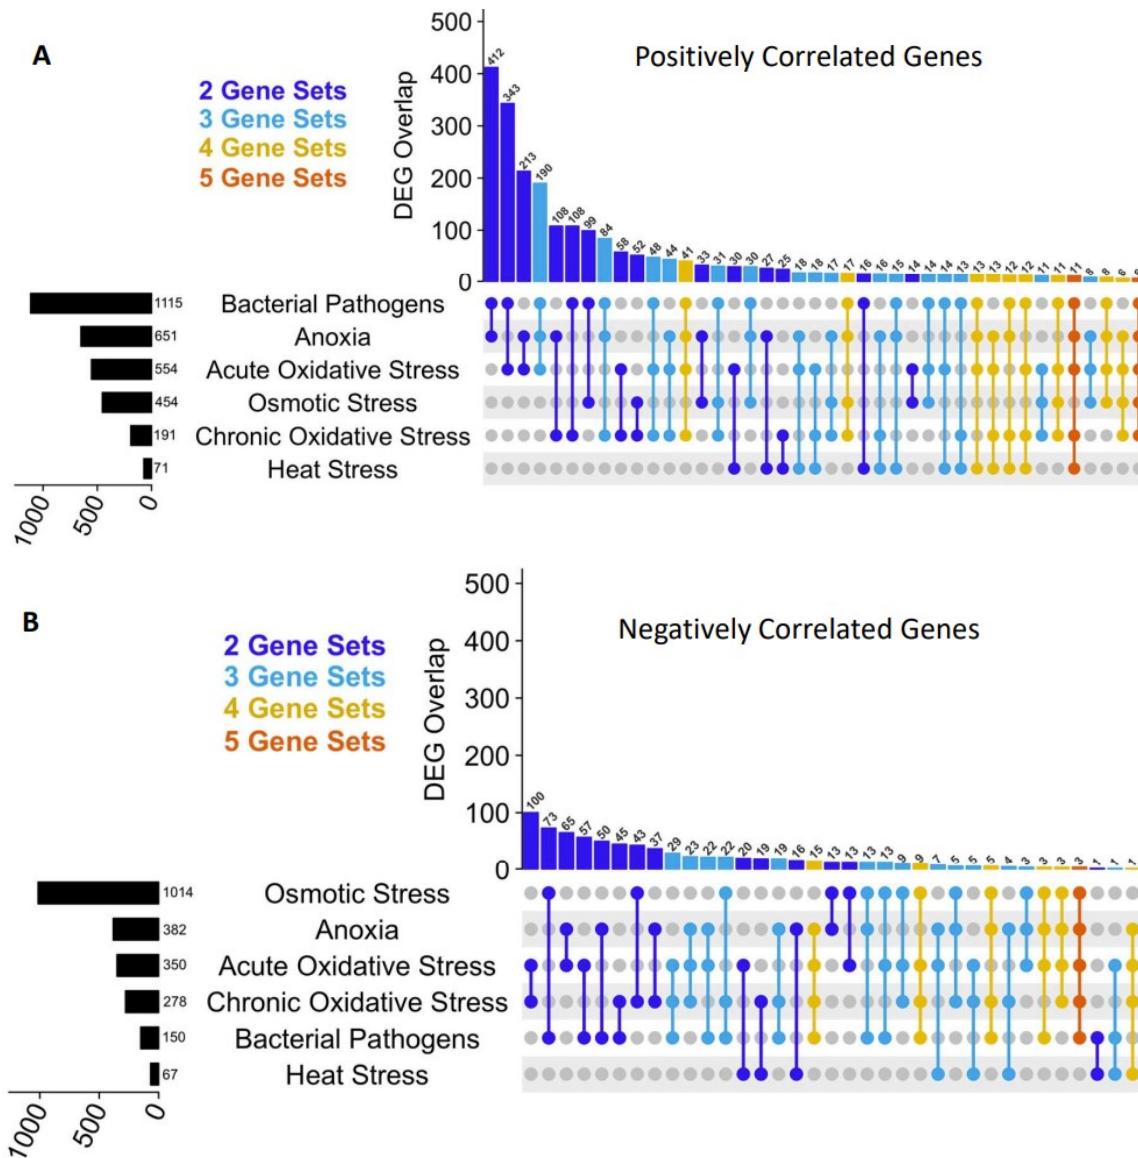 A
Positively Correlated Genes
2 Gene Sets
3 Gene Sets
4 Gene Sets
5 Gene Sets
DEG Overlap
500
400
300
200
100
0
412 343 213 190 108 108 99 84 58 52 48 44 41 33 31 30 30 27 25 18 18 17 17 16 16 15 14 14 14 13 13 13 12 12 11 11 11 8 8 6
Bacterial Pathogens 1115
Anoxia 651
Acute Oxidative Stress 554
Osmotic Stress 454
Chronic Oxidative Stress 191
Heat Stress 71
1000 500 0
B
Negatively Correlated Genes
2 Gene Sets
3 Gene Sets
4 Gene Sets
5 Gene Sets
DEG Overlap
500
400
300
200
100
0
100 73 65 57 50 45 43 37 29 23 22 22 20 19 19 16 15 13 13 13 13 9 9 7 5 5 5 4 3 3 3 3 1 1 1
Osmotic Stress 1014
Anoxia 382
Acute Oxidative Stress 350
Chronic Oxidative Stress 278
Bacterial Pathogens 150
Heat Stress 67
1000 500 0